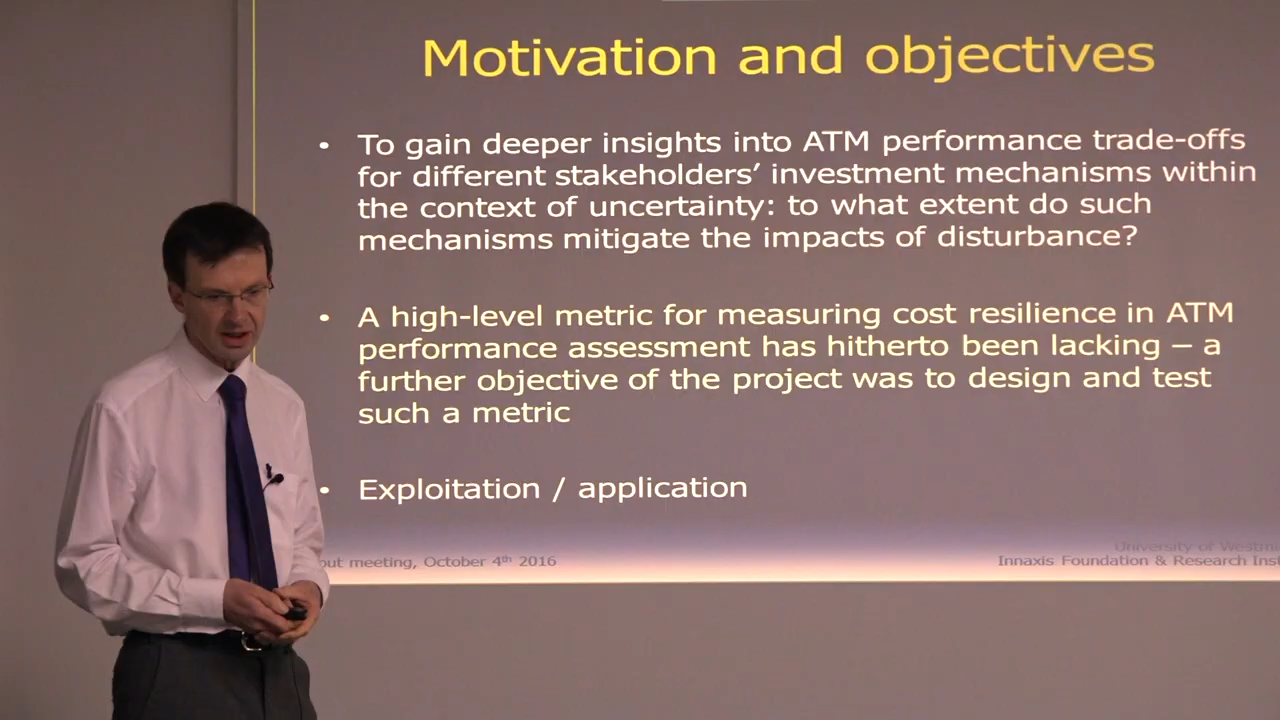 Motivation and objectives
• To gain deeper insights into ATM performance trade-offs
for different stakeholders’ investment mechanisms within
the context of uncertainty: to what extent do such
mechanisms mitigate the impacts of disturbance?
• A high-level metric for measuring cost resilience in ATM
performance assessment has hitherto been lacking – a
further objective of the project was to design and test
such a metric
• Exploitation / application
out meeting, October 4th 2016
University of Westmi
Innaxis Foundation & Research Inst